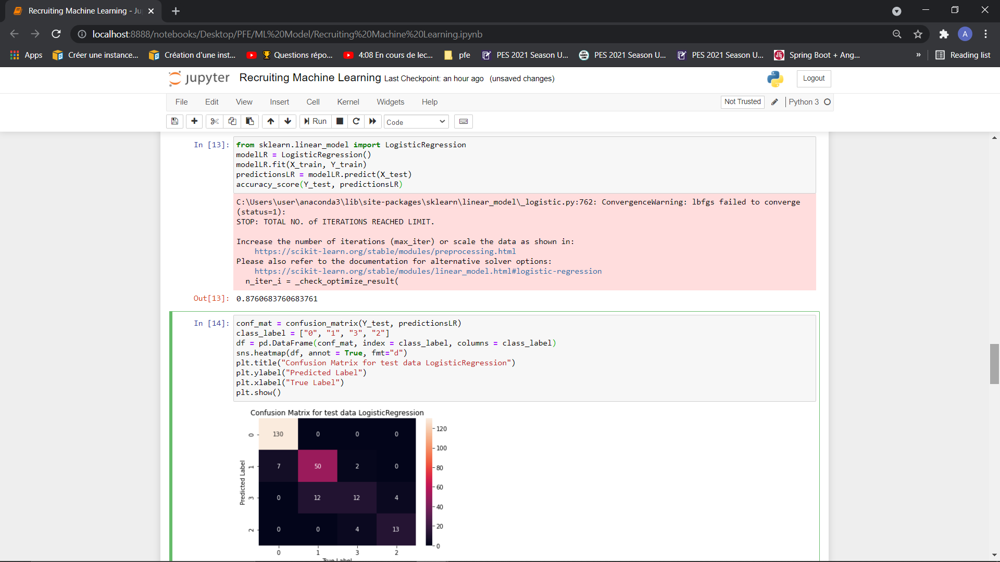 Recruiting Machine Learning - Ju
localhost:8888/notebooks/Desktop/PFE/ML%20Model/Recruiting%20Machine%20Learning.ipynb
A
Apps
Créer une instance...
Création d'une inst...
Questions répo...
4:08 En cours de lec...
pfe
PES 2021 Season U...
PES 2021 Season U...
PES 2021 Season U...
Spring Boot + Ang...
»
Reading list
jupyter
Recruiting Machine Learning Last Checkpoint: an hour ago (unsaved changes)
Logout
File Edit View Insert Cell Kernel Widgets Help
Not Trusted
Python 3
Run
Code
In [13]:
from sklearn.linear_model import LogisticRegression
modelLR = LogisticRegression()
modelLR.fit(X_train, Y_train)
predictionsLR = modelLR.predict(X_test)
accuracy_score(Y_test, predictionsLR)
C:\Users\user\anaconda3\lib\site-packages\sklearn\linear_model\_logistic.py:762: ConvergenceWarning: lbfgs failed to converge
(status=1):
STOP: TOTAL NO. of ITERATIONS REACHED LIMIT.
Increase the number of iterations (max_iter) or scale the data as shown in:
https://scikit-learn.org/stable/modules/preprocessing.html
Please also refer to the documentation for alternative solver options:
https://scikit-learn.org/stable/modules/linear_model.html#logistic-regression
n_iter_i = _check_optimize_result(
Out[13]: 0.8760683760683761
In [14]:
conf_mat = confusion_matrix(Y_test, predictionsLR)
class_label = ["0", "1", "3", "2"]
df = pd.DataFrame(conf_mat, index = class_label, columns = class_label)
sns.heatmap(df, annot = True, fmt="d")
plt.title("Confusion Matrix for test data LogisticRegression")
plt.ylabel("Predicted Label")
plt.xlabel("True Label")
plt.show()
Confusion Matrix for test data LogisticRegression
0 130 0 0 0
1 7 50 2 0
3 0 12 12 4
2 0 0 4 13
0 1 3 2
Predicted Label
True Label
120
100
80
60
40
20
0